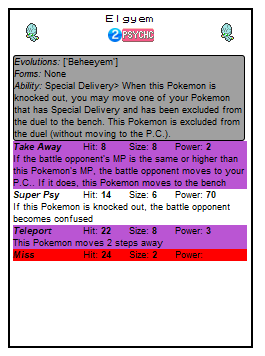 Elgyem
2 PSYCHC
Evolutions: ['Beheeyem']
Forms: None
Ability: Special Delivery> When this Pokemon is
knocked out, you may move one of your Pokemon
that has Special Delivery and has been excluded from
the duel to the bench. This Pokemon is excluded from
the duel (without moving to the P.C.).
Take Away Hit: 8 Size: 8 Power: 2
If the battle opponent's MP is the same or higher than
this Pokemon's MP, the battle opponent moves to your
P.C.. If it does, this Pokemon moves to the bench
Super Psy Hit: 14 Size: 6 Power: 70
If this Pokemon is knocked out, the battle opponent
becomes confused
Teleport Hit: 22 Size: 8 Power: 3
This Pokemon moves 2 steps away
Miss Hit: 24 Size: 2 Power: